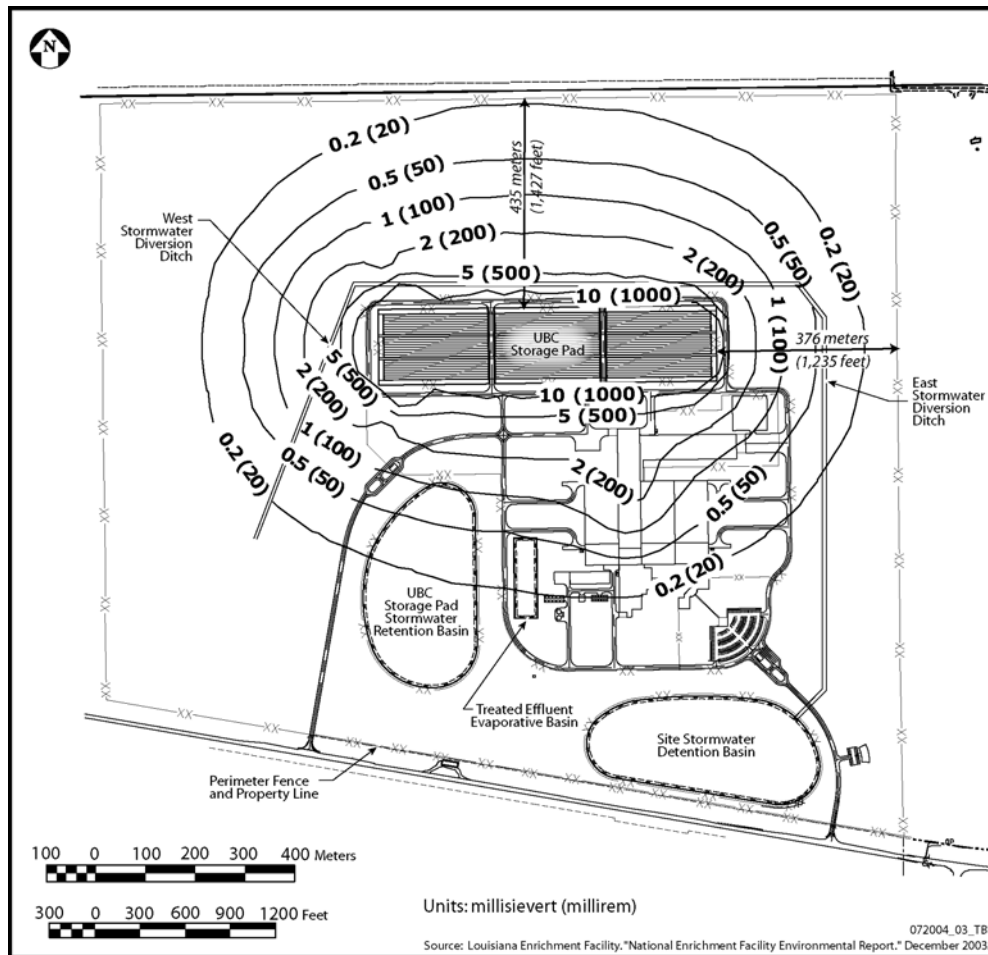 N
0.2 (20)
0.5 (50)
1 (100)
2 (200)
5 (500)
10 (1000)
435 meters
(1,427 feet)
0.5 (50)
0.2 (20)
2 (200)
1 (100)
West
Stormwater
Diversion
Ditch
UBC
Storage Pad
376 meters
(1,235 feet)
East
Stormwater
Diversion
Ditch
5 (500)
2 (200)
1 (100)
0.5 (50)
0.2 (20)
10 (1000)
5 (500)
2 (200)
0.5 (50)
0.2 (20)
UBC
Storage Pad
Stormwater
Retention Basin
Treated Effluent
Evaporative Basin
Site Stormwater
Detention Basin
Perimeter Fence
and Property Line
100 0 100 200 300 400 Meters
300 0 300 600 900 1200 Feet
Units: millisievert (millirem)
072004_03_TB
Source: Louisiana Enrichment Facility. "National Enrichment Facility Environmental Report." December 2003